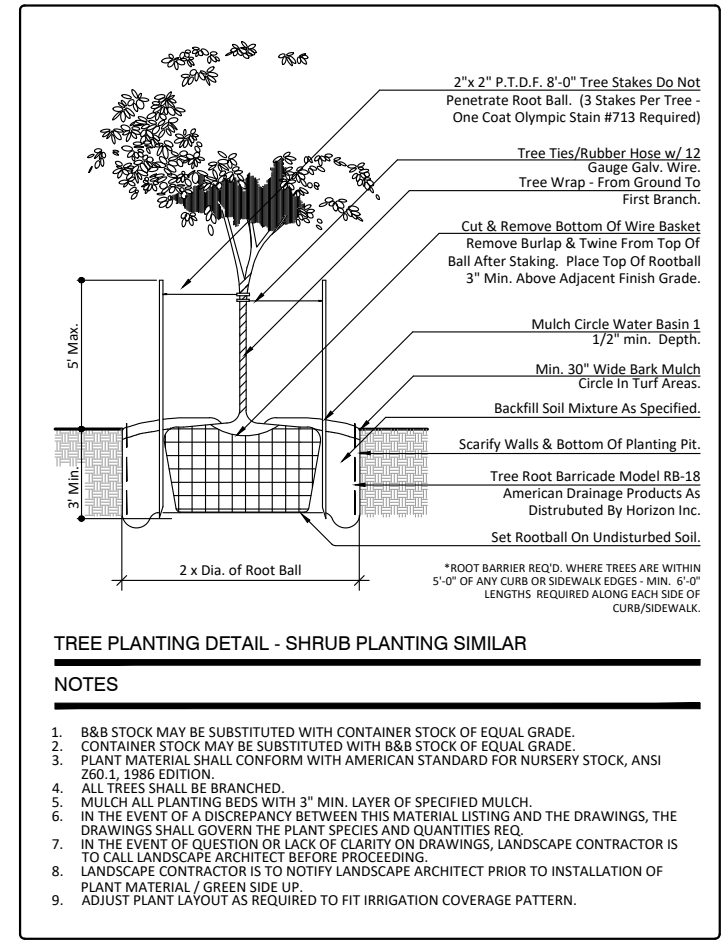 2"x 2" P.T.D.F. 8'-0" Tree Stakes Do Not
Penetrate Root Ball.  (3 Stakes Per Tree -
One Coat Olympic Stain #713 Required)
Tree Ties/Rubber Hose w/ 12
Gauge Galv. Wire.
Tree Wrap - From Ground To
First Branch.
Cut & Remove Bottom Of Wire Basket
Remove Burlap & Twine From Top Of
Ball After Staking.  Place Top Of Rootball
3" Min. Above Adjacent Finish Grade.
5' Max.
Mulch Circle Water Basin 1
1/2" min.  Depth.
Min. 30" Wide Bark Mulch
Circle In Turf Areas.
Backfill Soil Mixture As Specified.
Scarify Walls & Bottom Of Planting Pit.
3' Min.
Tree Root Barricade Model RB-18
American Drainage Products As
Distrubuted By Horizon Inc.
Set Rootball On Undisturbed Soil.
2 x Dia. of Root Ball
*ROOT BARRIER REQ'D. WHERE TREES ARE WITHIN
5'-0" OF ANY CURB OR SIDEWALK EDGES - MIN.  6'-0"
LENGTHS  REQUIRED ALONG EACH SIDE OF
CURB/SIDEWALK.
TREE PLANTING DETAIL - SHRUB PLANTING SIMILAR
NOTES
1. B&B STOCK MAY BE SUBSTITUTED WITH CONTAINER STOCK OF EQUAL GRADE.
2. CONTAINER STOCK MAY BE SUBSTITUTED WITH B&B STOCK OF EQUAL GRADE.
3. PLANT MATERIAL SHALL CONFORM WITH AMERICAN STANDARD FOR NURSERY STOCK, ANSI
Z60.1, 1986 EDITION.
4. ALL TREES SHALL BE BRANCHED.
5. MULCH ALL PLANTING BEDS WITH 3" MIN. LAYER OF SPECIFIED MULCH.
6. IN THE EVENT OF A DISCREPANCY BETWEEN THIS MATERIAL LISTING AND THE DRAWINGS, THE
DRAWINGS SHALL GOVERN THE PLANT SPECIES AND QUANTITIES REQ.
7. IN THE EVENT OF QUESTION OR LACK OF CLARITY ON DRAWINGS, LANDSCAPE CONTRACTOR IS
TO CALL LANDSCAPE ARCHITECT BEFORE PROCEEDING.
8. LANDSCAPE CONTRACTOR IS TO NOTIFY LANDSCAPE ARCHITECT PRIOR TO INSTALLATION OF
PLANT MATERIAL / GREEN SIDE UP.
9. ADJUST PLANT LAYOUT AS REQUIRED TO FIT IRRIGATION COVERAGE PATTERN.